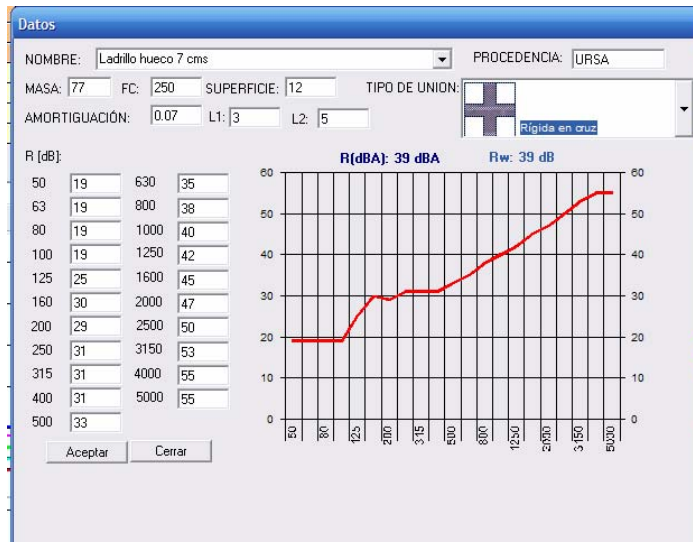 Datos
NOMBRE: Ladrillo hueco 7 cms PROCEDENCIA: URSA
MASA: 77 FC: 250 SUPERFICIE: 12 TIPO DE UNION: Rígida en cruz
AMORTIGUACIÓN: 0.07 L1: 3 L2: 5
R [dB]:
50 19 630 35
63 19 800 38
80 19 1000 40
100 19 1250 42
125 25 1600 45
160 30 2000 47
200 29 2500 50
250 31 3150 53
315 31 4000 55
400 31 5000 55
500 33
Aceptar Cerrar
R(dBA): 39 dBA Rw: 39 dB
60 60
50 50
40 40
30 30
20 20
10 10
0 0
50 80 125 200 315 500 800 1250 2000 3150 5000